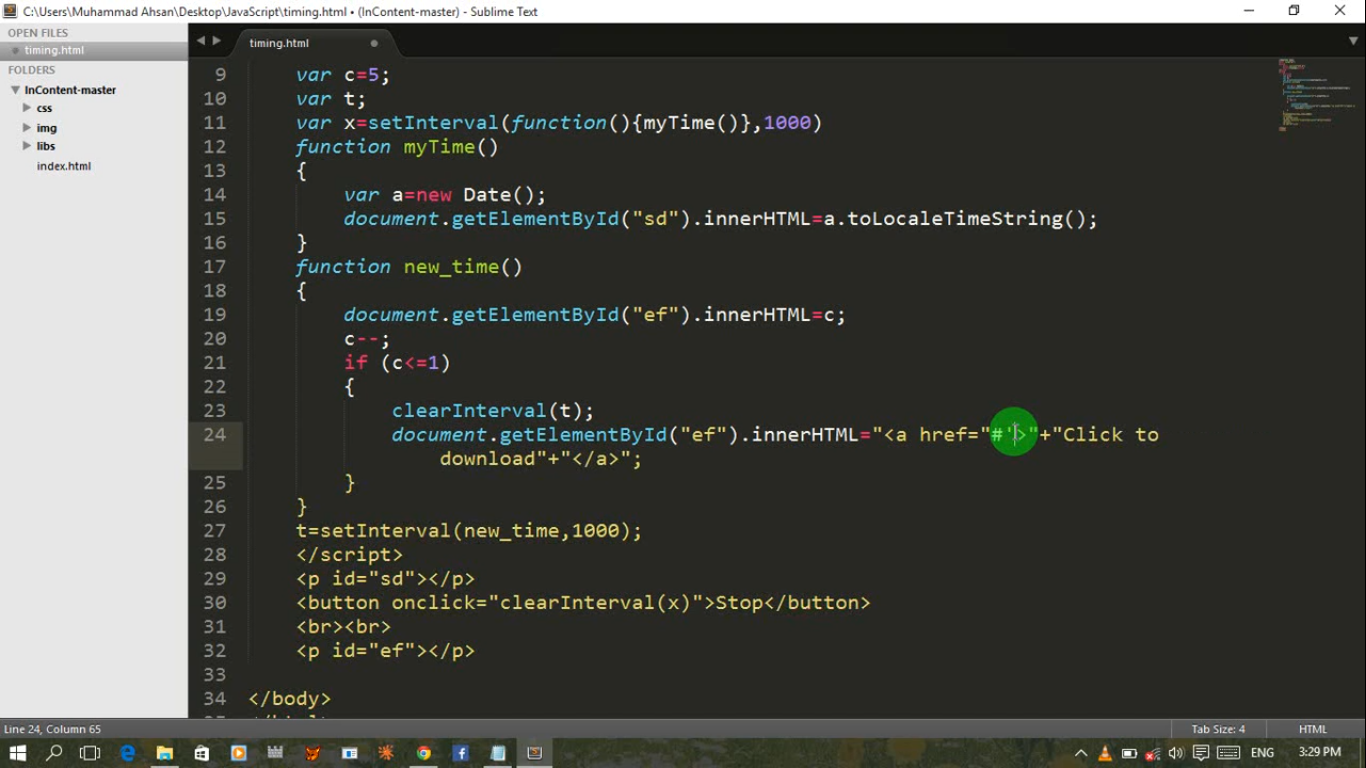 C:\Users\Muhammad Ahsan\Desktop\JavaScript\timing.html • (InContent-master) - Sublime Text
OPEN FILES
timing.html
FOLDERS
InContent-master
css
img
libs
index.html
timing.html
9 var c=5;
10 var t;
11 var x=setInterval(function(){myTime()},1000)
12 function myTime()
13 {
14 var a=new Date();
15 document.getElementById("sd").innerHTML=a.toLocaleTimeString();
16 }
17 function new_time()
18 {
19 document.getElementById("ef").innerHTML=c;
20 c--;
21 if (c<=1)
22 {
23 clearInterval(t);
24 document.getElementById("ef").innerHTML="<a href="#'>"+"Click to
download"+"</a>";
25 }
26 }
27 t=setInterval(new_time,1000);
28 </script>
29 <p id="sd"></p>
30 <button onclick="clearInterval(x)">Stop</button>
31 <br><br>
32 <p id="ef"></p>
33
34 </body>
Line 24, Column 65
Tab Size: 4
HTML
ENG
3:29 PM